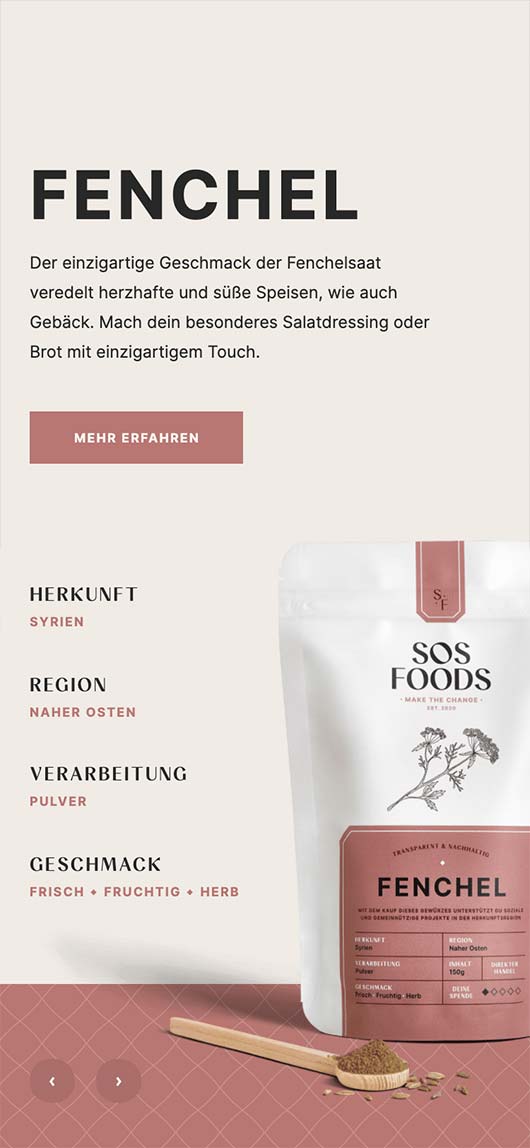 FENCHEL
Der einzigartige Geschmack der Fenchelsaat
veredelt herzhafte und süße Speisen, wie auch
Gebäck. Mach dein besonderes Salatdressing oder
Brot mit einzigartigem Touch.
MEHR ERFAHREN
HERKUNFT
SYRIEN
REGION
NAHER OSTEN
VERARBEITUNG
PULVER
GESCHMACK
FRISCH • FRUCHTIG • HERB
S.F
SOS
FOODS
• MAKE THE CHANGE •
EST. 2020
TRANSPARENT & NACHHALTIG
FENCHEL
MIT DEM KAUF DIESES GEWÜRZES UNTERSTÜTZT DU SOZIALE
UND GEMEINNÜTZIGE PROJEKTE IN DER HERKUNFTSREGION
HERKUNFT
Syrien
REGION
Naher Osten
VERARBEITUNG
Pulver
INHALT
150g
DIREKTER
HANDEL
GESCHMACK
Frisch•Fruchtig•Herb
DEINE
SPENDE
‹ ›